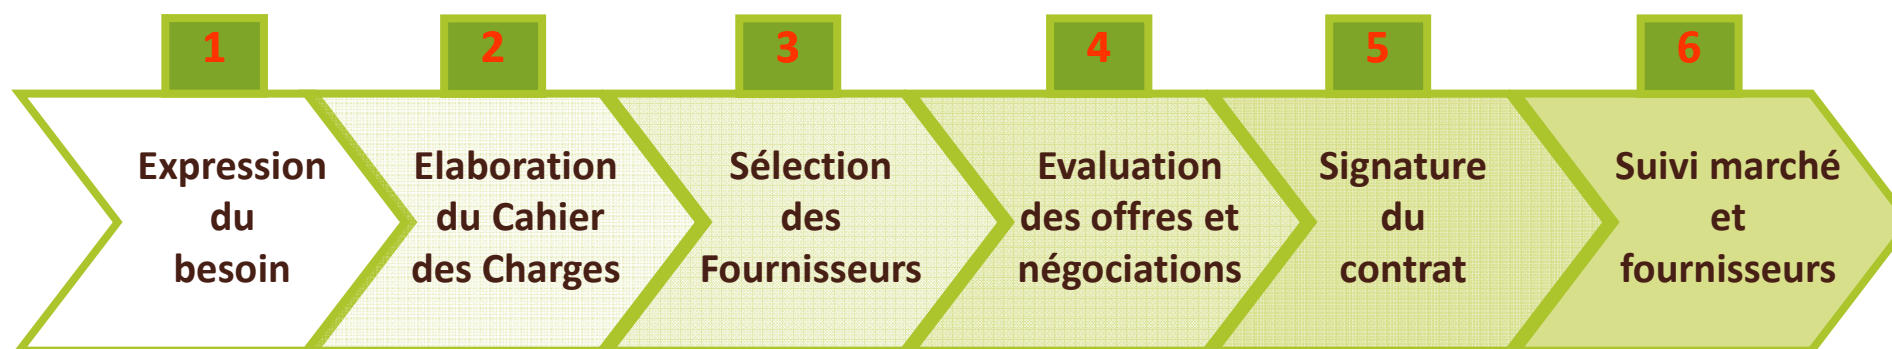 1
Expression
du
besoin
2
Elaboration
du Cahier
des Charges
3
Sélection
des
Fournisseurs
4
Evaluation
des offres et
négociations
5
Signature
du
contrat
6
Suivi marché
et
fournisseurs